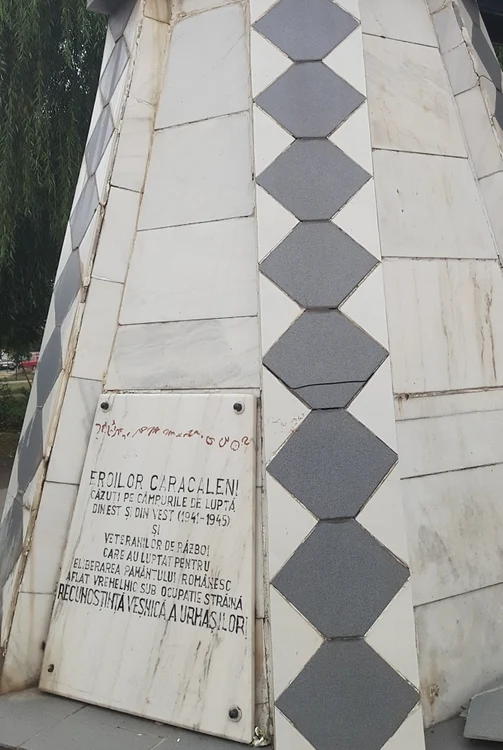 EROILOR CARACALENI
CĂZUȚI PE CÂMPURILE DE LUPTĂ
DIN EST ȘI DIN VEST (1941-1945)
ȘI
VETERANILOR DE RĂZBOI
CARE AU LUPTAT PENTRU
ELIBERAREA PĂMÂNTULUI ROMÂNESC
AFLAT VREMELNIC SUB OCUPAȚIE STRĂINĂ
RECUNOȘTINȚĂ VEȘNICĂ A URMAȘILOR